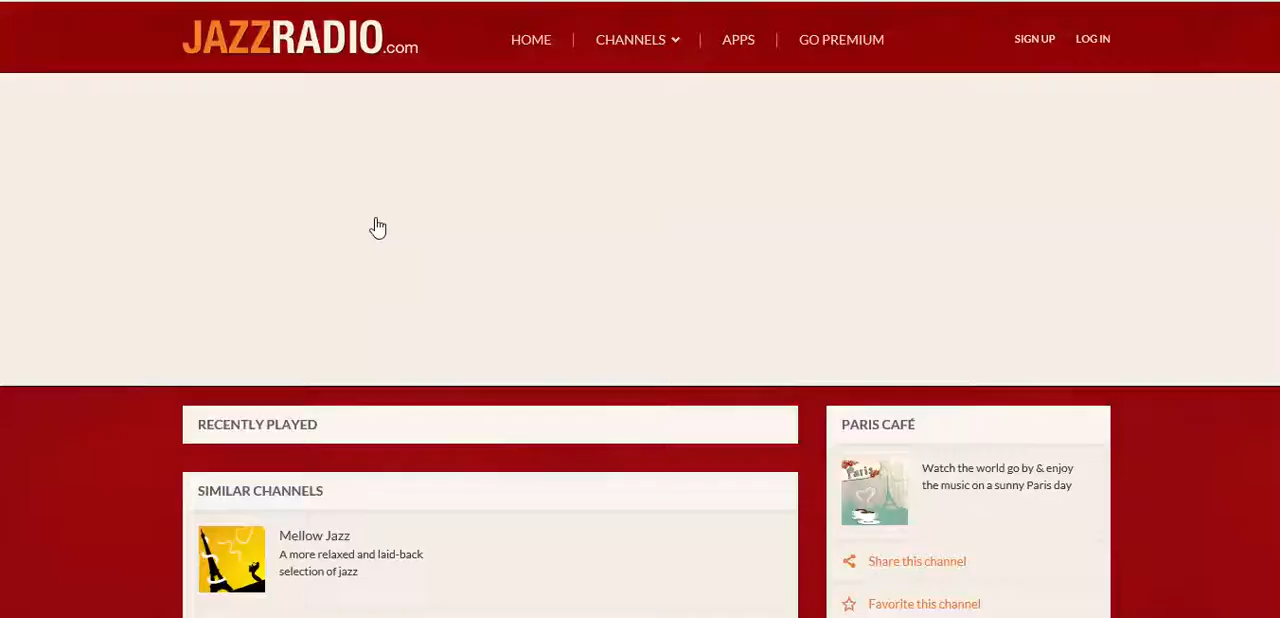 JAZZRADIO.com
HOME | CHANNELS | APPS | GO PREMIUM
SIGN UP LOG IN
RECENTLY PLAYED
SIMILAR CHANNELS
Mellow Jazz
A more relaxed and laid-back
selection of jazz
PARIS CAFÉ
Paris
Watch the world go by & enjoy
the music on a sunny Paris day
Share this channel
Favorite this channel